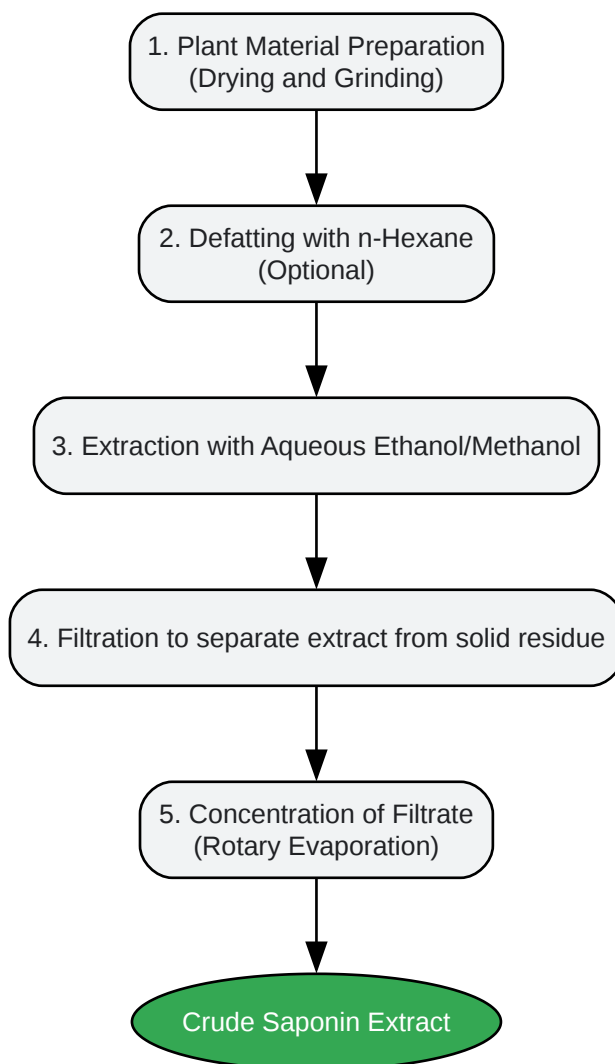 1. Plant Material Preparation
(Drying and Grinding)
2. Defatting with n-Hexane
(Optional)
3. Extraction with Aqueous Ethanol/Methanol
4. Filtration to separate extract from solid residue
5. Concentration of Filtrate
(Rotary Evaporation)
Crude Saponin Extract